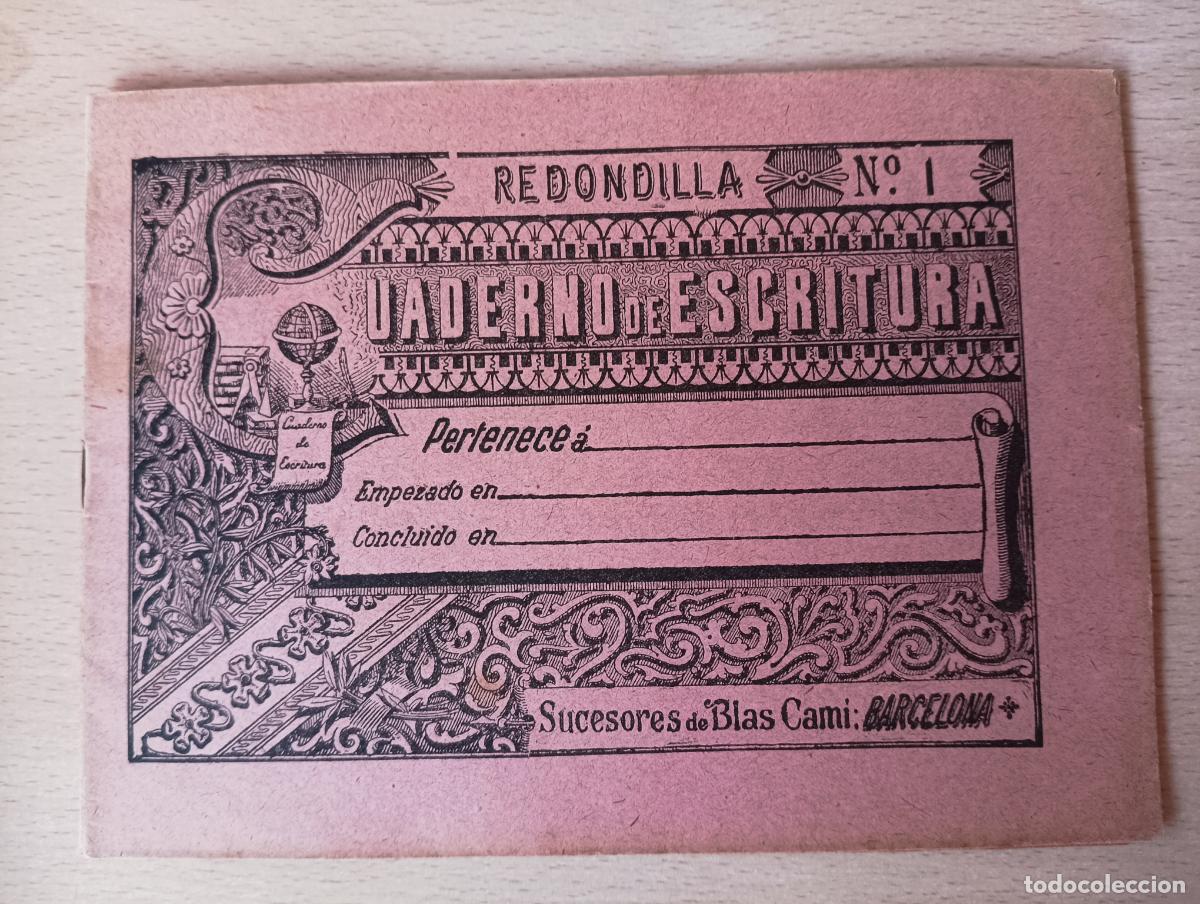 REDONDILLA Nº. 1
CUADERNO DE ESCRITURA
Cuaderno
de
Escritura
Pertenece á
Empezado en
Concluido en
Sucesores de Blas Cami: BARCELONA
todocoleccion